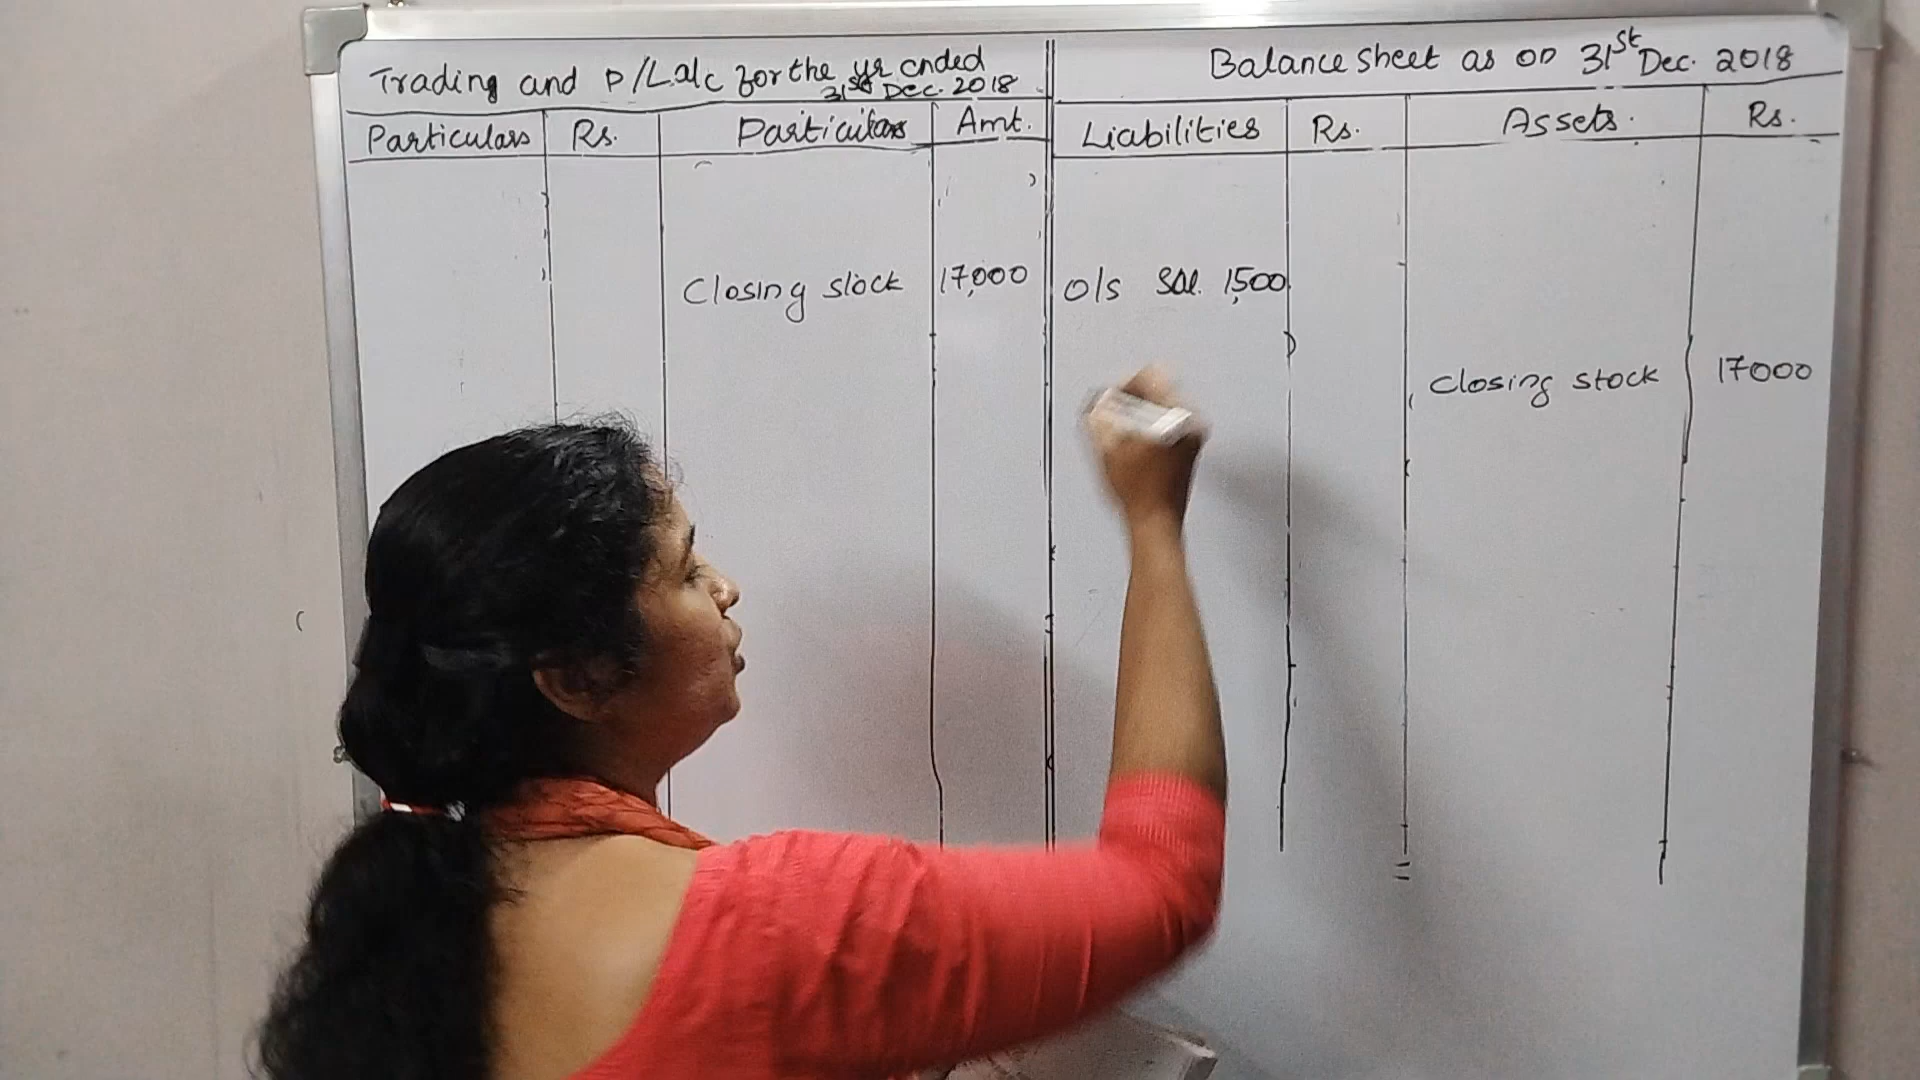 Trading and P/L a/c for the yr ended
31st Dec. 2018
Particulars Rs. Particulars Amt.
Closing stock 17,000
Balance sheet as on 31st Dec. 2018
Liabilities Rs. Assets. Rs.
O/s Sal. 1,500
Closing stock 17000